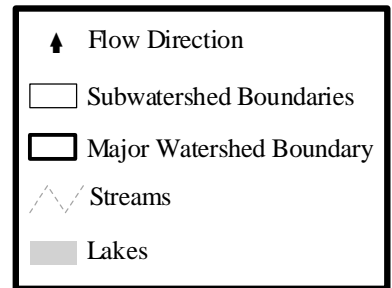 Flow Direction
Subwatershed Boundaries
Major Watershed Boundary
Streams
Lakes